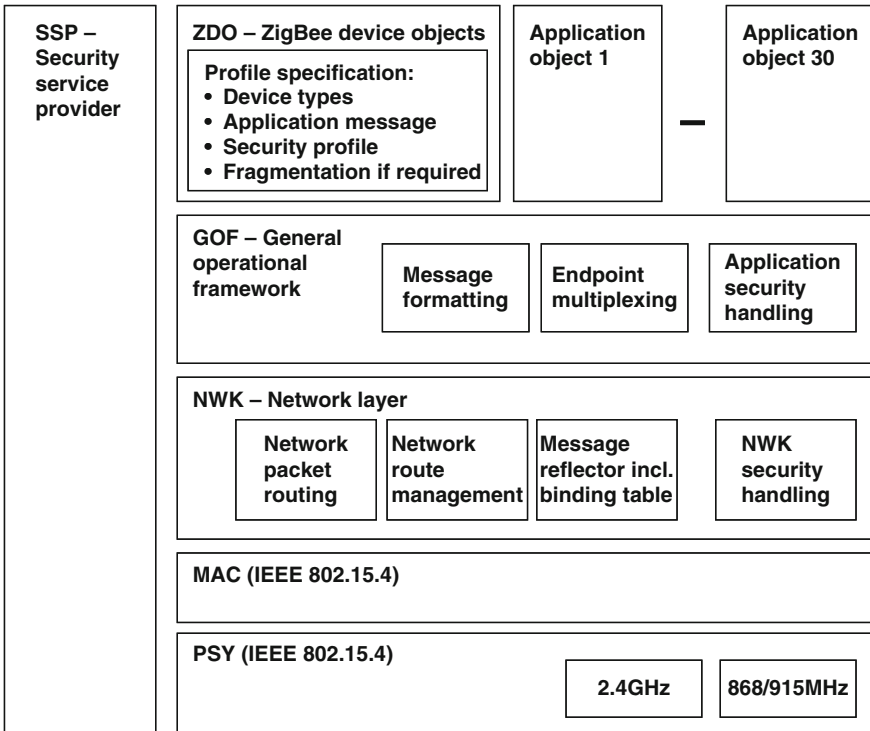 SSP –
Security
service
provider
ZDO – ZigBee device objects
Profile specification:
• Device types
• Application message
• Security profile
• Fragmentation if required
Application
object 1
–
Application
object 30
GOF – General
operational
framework
Message
formatting
Endpoint
multiplexing
Application
security
handling
NWK – Network layer
Network
packet
routing
Network
route
management
Message
reflector incl.
binding table
NWK
security
handling
MAC (IEEE 802.15.4)
PSY (IEEE 802.15.4)
2.4GHz
868/915MHz